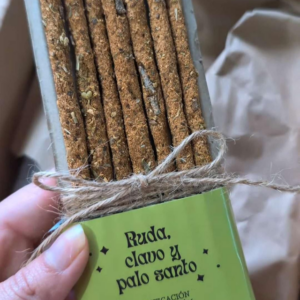 Ruda,
clavo y
palo santo